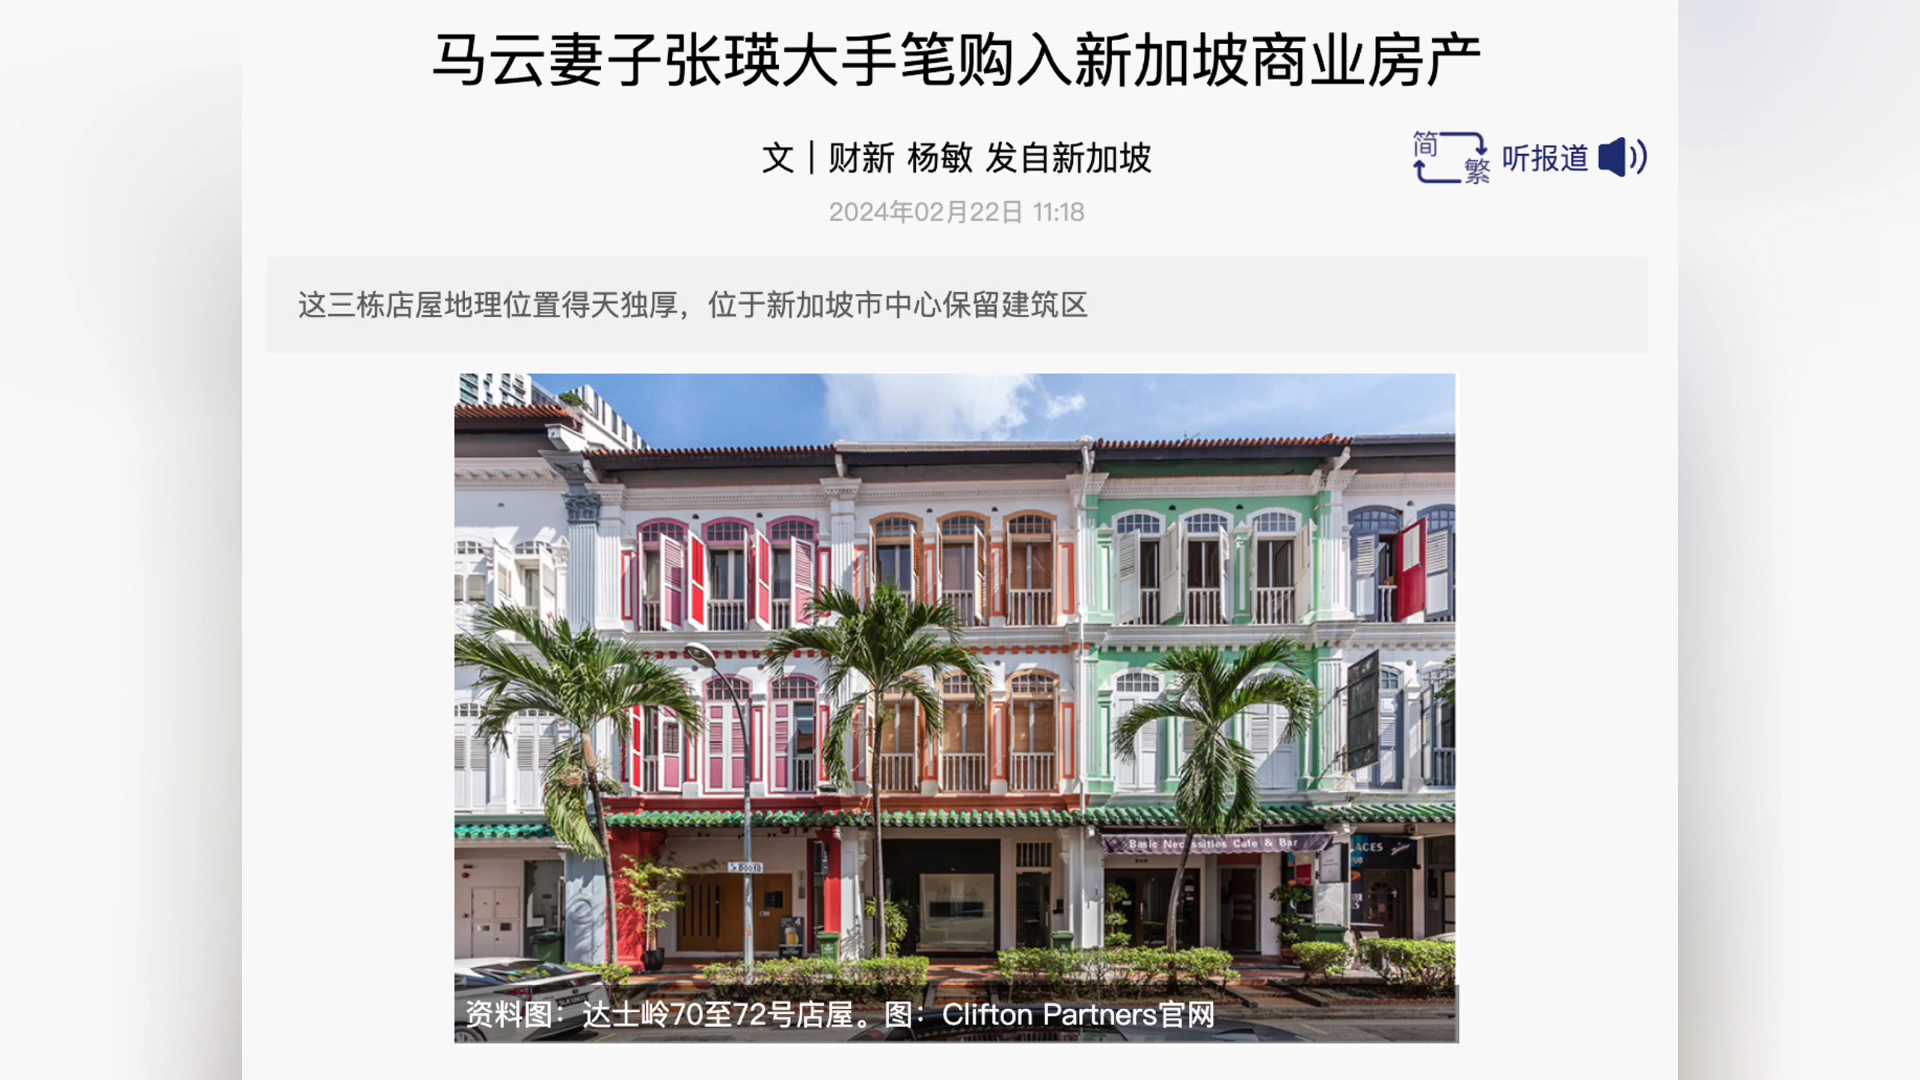 马云妻子张瑛大手笔购入新加坡商业房产
文｜财新 杨敏 发自新加坡
简
繁
听报道
2024年02月22日 11:18
这三栋店屋地理位置得天独厚，位于新加坡市中心保留建筑区
Basic Necessities Cafe & Bar
BAR
ACES
资料图：达士岭70至72号店屋。图：Clifton Partners官网